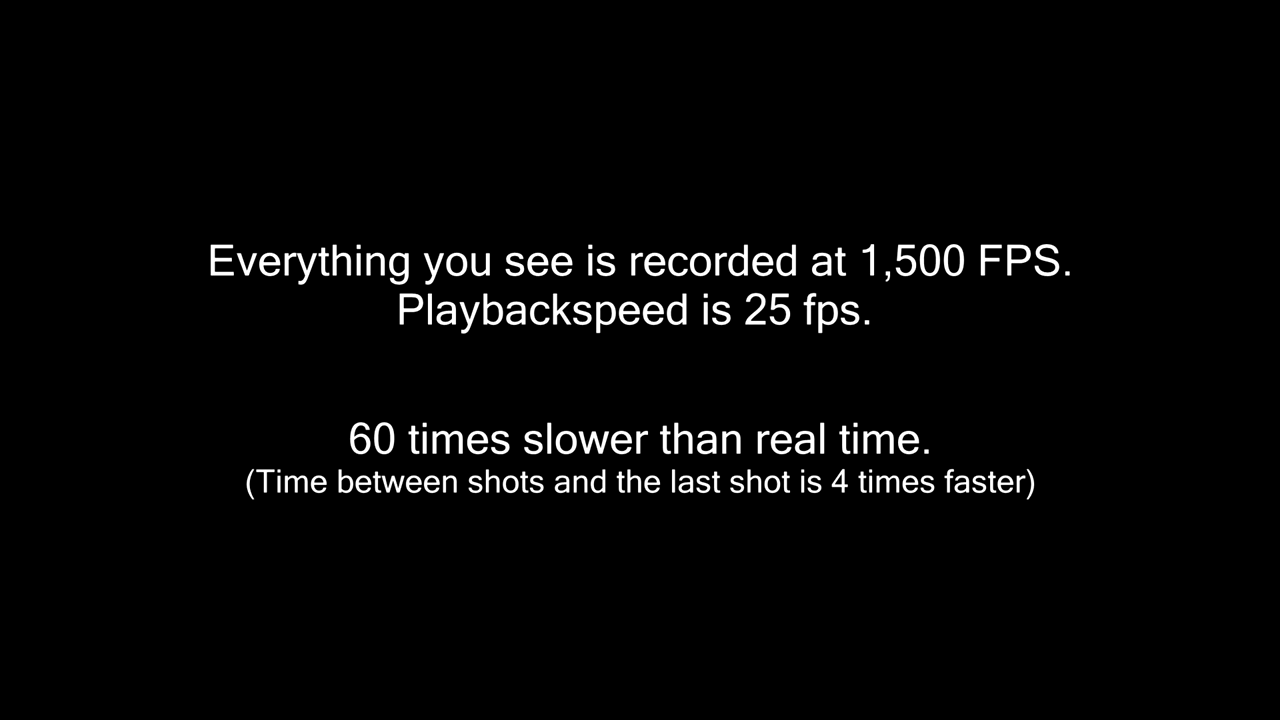 Everything you see is recorded at 1,500 FPS.
Playbackspeed is 25 fps.
60 times slower than real time.
(Time between shots and the last shot is 4 times faster)